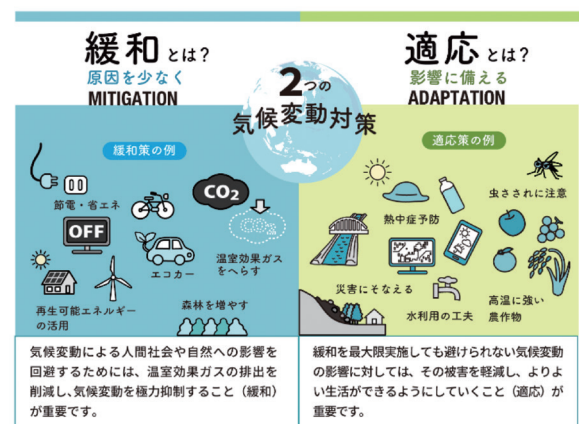 緩和とは?
原因を少なく
MITIGATION
2つの
気候変動対策
適応とは?
影響に備える
ADAPTATION
緩和策の例
節電・省エネ
OFF
CO2
CO2
エコカー
温室効果ガス
をへらす
再生可能エネルギー
の活用
森林を増やす
適応策の例
虫さされに注意
熱中症予防
災害にそなえる
水利用の工夫
高温に強い
農作物
気候変動による人間社会や自然への影響を
回避するためには、温室効果ガスの排出を
削減し、気候変動を極力抑制すること（緩和）
が重要です。
緩和を最大限実施しても避けられない気候変動
の影響に対しては、その被害を軽減し、よりよ
い生活ができるようにしていくこと（適応）が
重要です。